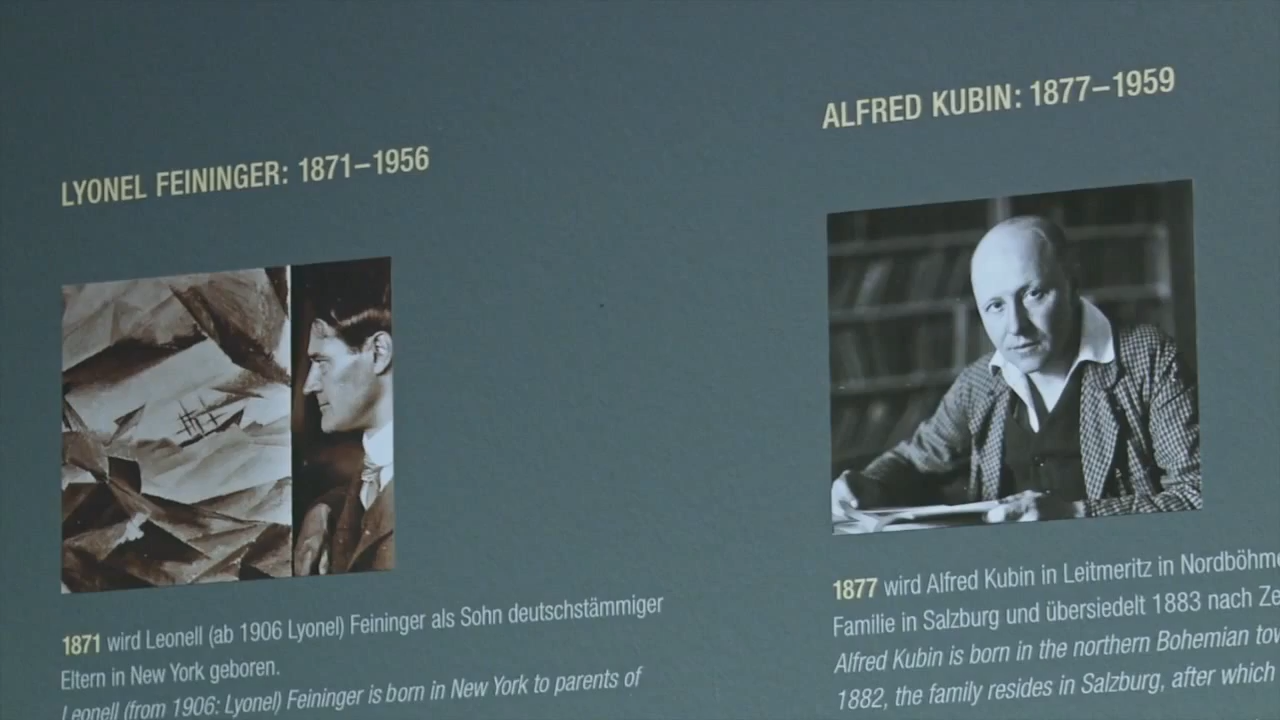 LYONEL FEININGER: 1871–1956
1871 wird Leonell (ab 1906 Lyonel) Feininger als Sohn deutschstämmiger
Eltern in New York geboren.
Leonell (from 1906: Lyonel) Feininger is born in New York to parents of
ALFRED KUBIN: 1877–1959
1877 wird Alfred Kubin in Leitmeritz in
Familie in Salzburg und übersiedelt 1883 nach
Alfred Kubin is born in the northern Bohemian
1882, the family resides in Salzburg, after which